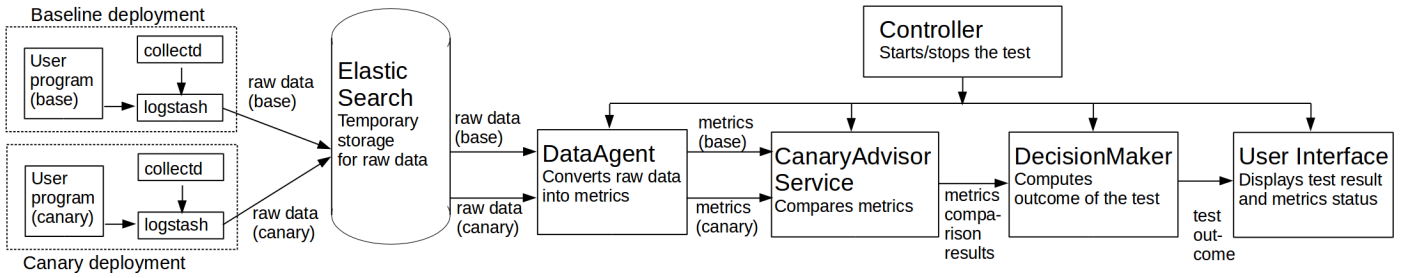 Baseline deployment
User
program
(base)
collectd
logstash
raw data
(base)
User
program
(canary)
collectd
logstash
raw data
(canary)
Canary deployment
Elastic
Search
Temporary
storage
for raw data
raw data
(base)
raw data
(canary)
DataAgent
Converts raw data
into metrics
metrics
(base)
metrics
(canary)
Controller
Starts/stops the test
CanaryAdvisor
Service
Compares metrics
metrics
compa-
rison
results
DecisionMaker
Computes
outcome of the test
test
out-
come
User Interface
Displays test result
and metrics status